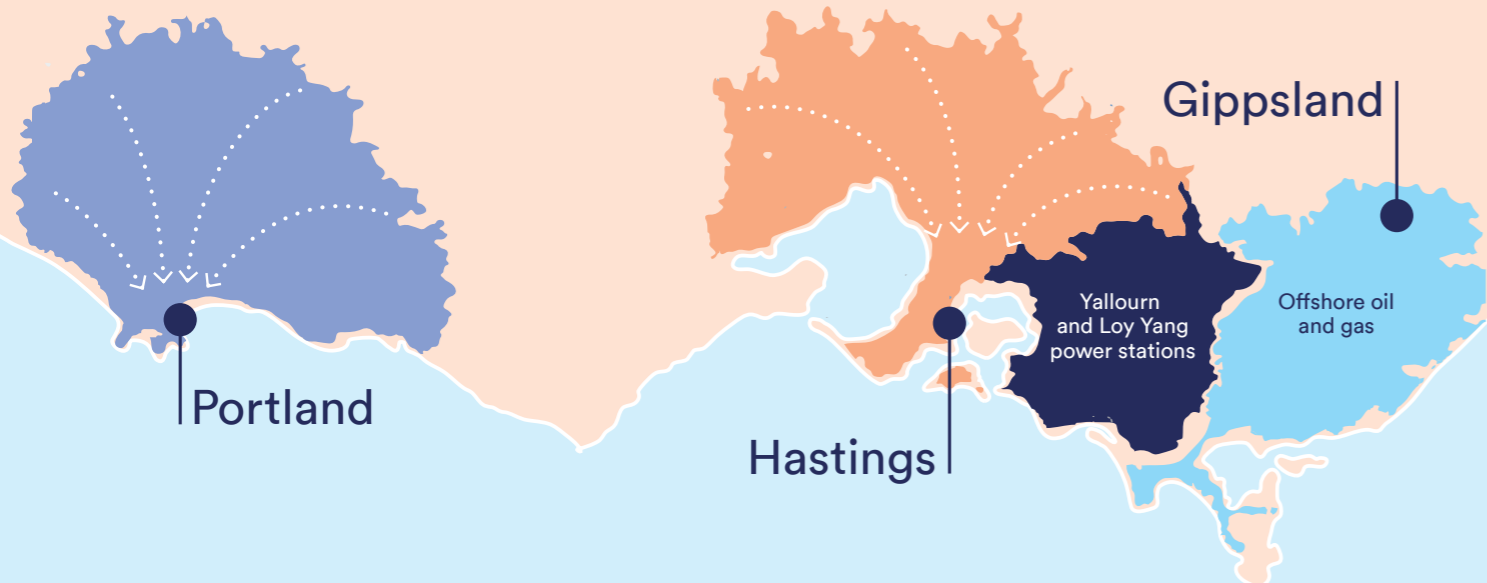 Gippsland
Yallourn
and Loy Yang
power stations
Offshore oil
and gas
Portland
Hastings